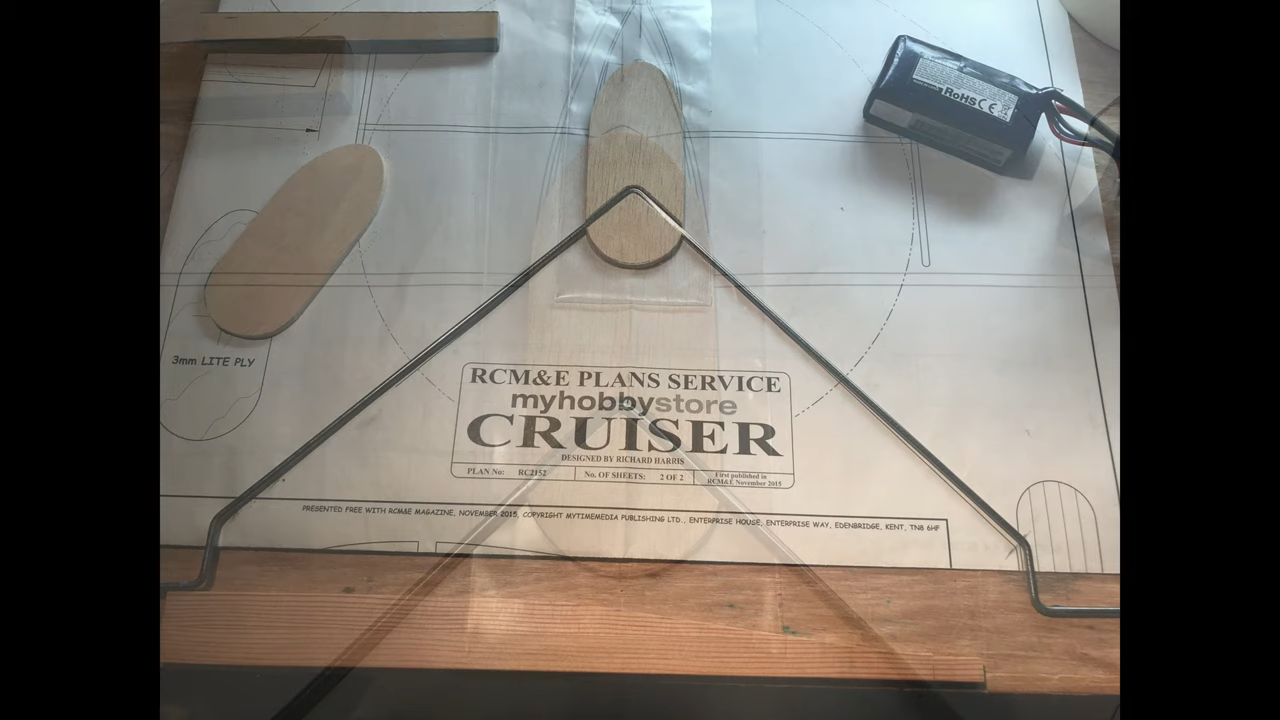 RoHS CE
3mm LITE PLY
RCM&E PLANS SERVICE
myhobbystore
CRUISER
DESIGNED BY RICHARD HARRIS
PLAN No: RC2152 No. OF SHEETS: 2 OF 2 First published in
RCM&E November 2015
PRESENTED FREE WITH RCM&E MAGAZINE, NOVEMBER 2015, COPYRIGHT MYTIMEMEDIA PUBLISHING LTD., ENTERPRISE HOUSE, ENTERPRISE WAY, EDENBRIDGE, KENT, TN8 6HF